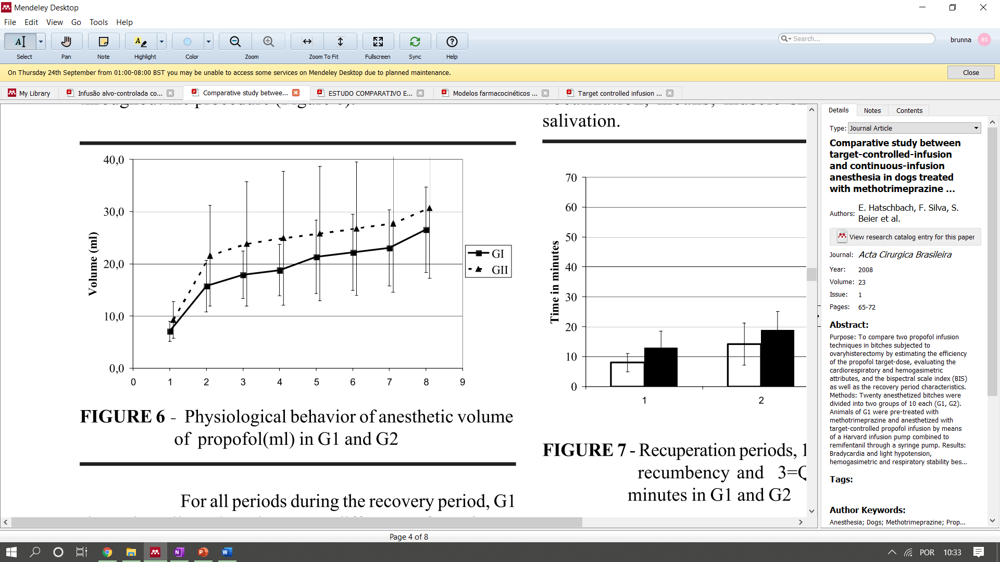 Mendeley Desktop
File Edit View Go Tools Help
Select Pan Note Highlight Color Zoom Zoom To Fit Fullscreen Sync Help
Search...
brunna
BS
On Thursday 24th September from 01:00-08:00 BST you may be unable to access some services on Mendeley Desktop due to planned maintenance.
Close
My Library
Infusão alvo-controlada co...
Comparative study betwee...
ESTUDO COMPARATIVO E...
Modelos farmacocinéticos ...
Target controlled infusion ...
throughout the procedure (Figure 6).
40,0
30,0
20,0
10,0
0,0
Volume (ml)
0 1 2 3 4 5 6 7 8 9
GI
GII
FIGURE 6 - Physiological behavior of anesthetic volume
of propofol(ml) in G1 and G2
For all periods during the recovery period, G1
salivation.
70
60
50
40
30
20
10
0
Time in minutes
1 2
FIGURE 7 - Recuperation periods, 1
recumbency and 3=Q
minutes in G1 and G2
Details Notes Contents
Type: Journal Article
Comparative study between
target-controlled-infusion
and continuous-infusion
anesthesia in dogs treated
with methotrimeprazine ...
Authors: E. Hatschbach, F. Silva, S.
Beier et al.
View research catalog entry for this paper
Journal: Acta Cirurgica Brasileira
Year: 2008
Volume: 23
Issue: 1
Pages: 65-72
Abstract:
Purpose: To compare two propofol infusion
techniques in bitches subjected to
ovaryhisterectomy by estimating the efficiency
of the propofol target-dose, evaluating the
cardiorespiratory and hemogasimetric
attributes, and the bispectral scale index (BIS)
as well as the recovery period characteristics.
Methods: Twenty anesthetized bitches were
divided into two groups of 10 each (G1, G2).
Animals of G1 were pre-treated with
methotrimeprazine and anesthetized with
target-controlled propofol infusion by means
of a Harvard infusion pump combined to
remifentanil through a syringe pump. Results:
Bradycardia and light hypotension,
hemogasimetric and respiratory stability bes...
Tags:
Author Keywords:
Anesthesia; Dogs; Methotrimeprazine; Prop...
Page 4 of 8
POR 10:33